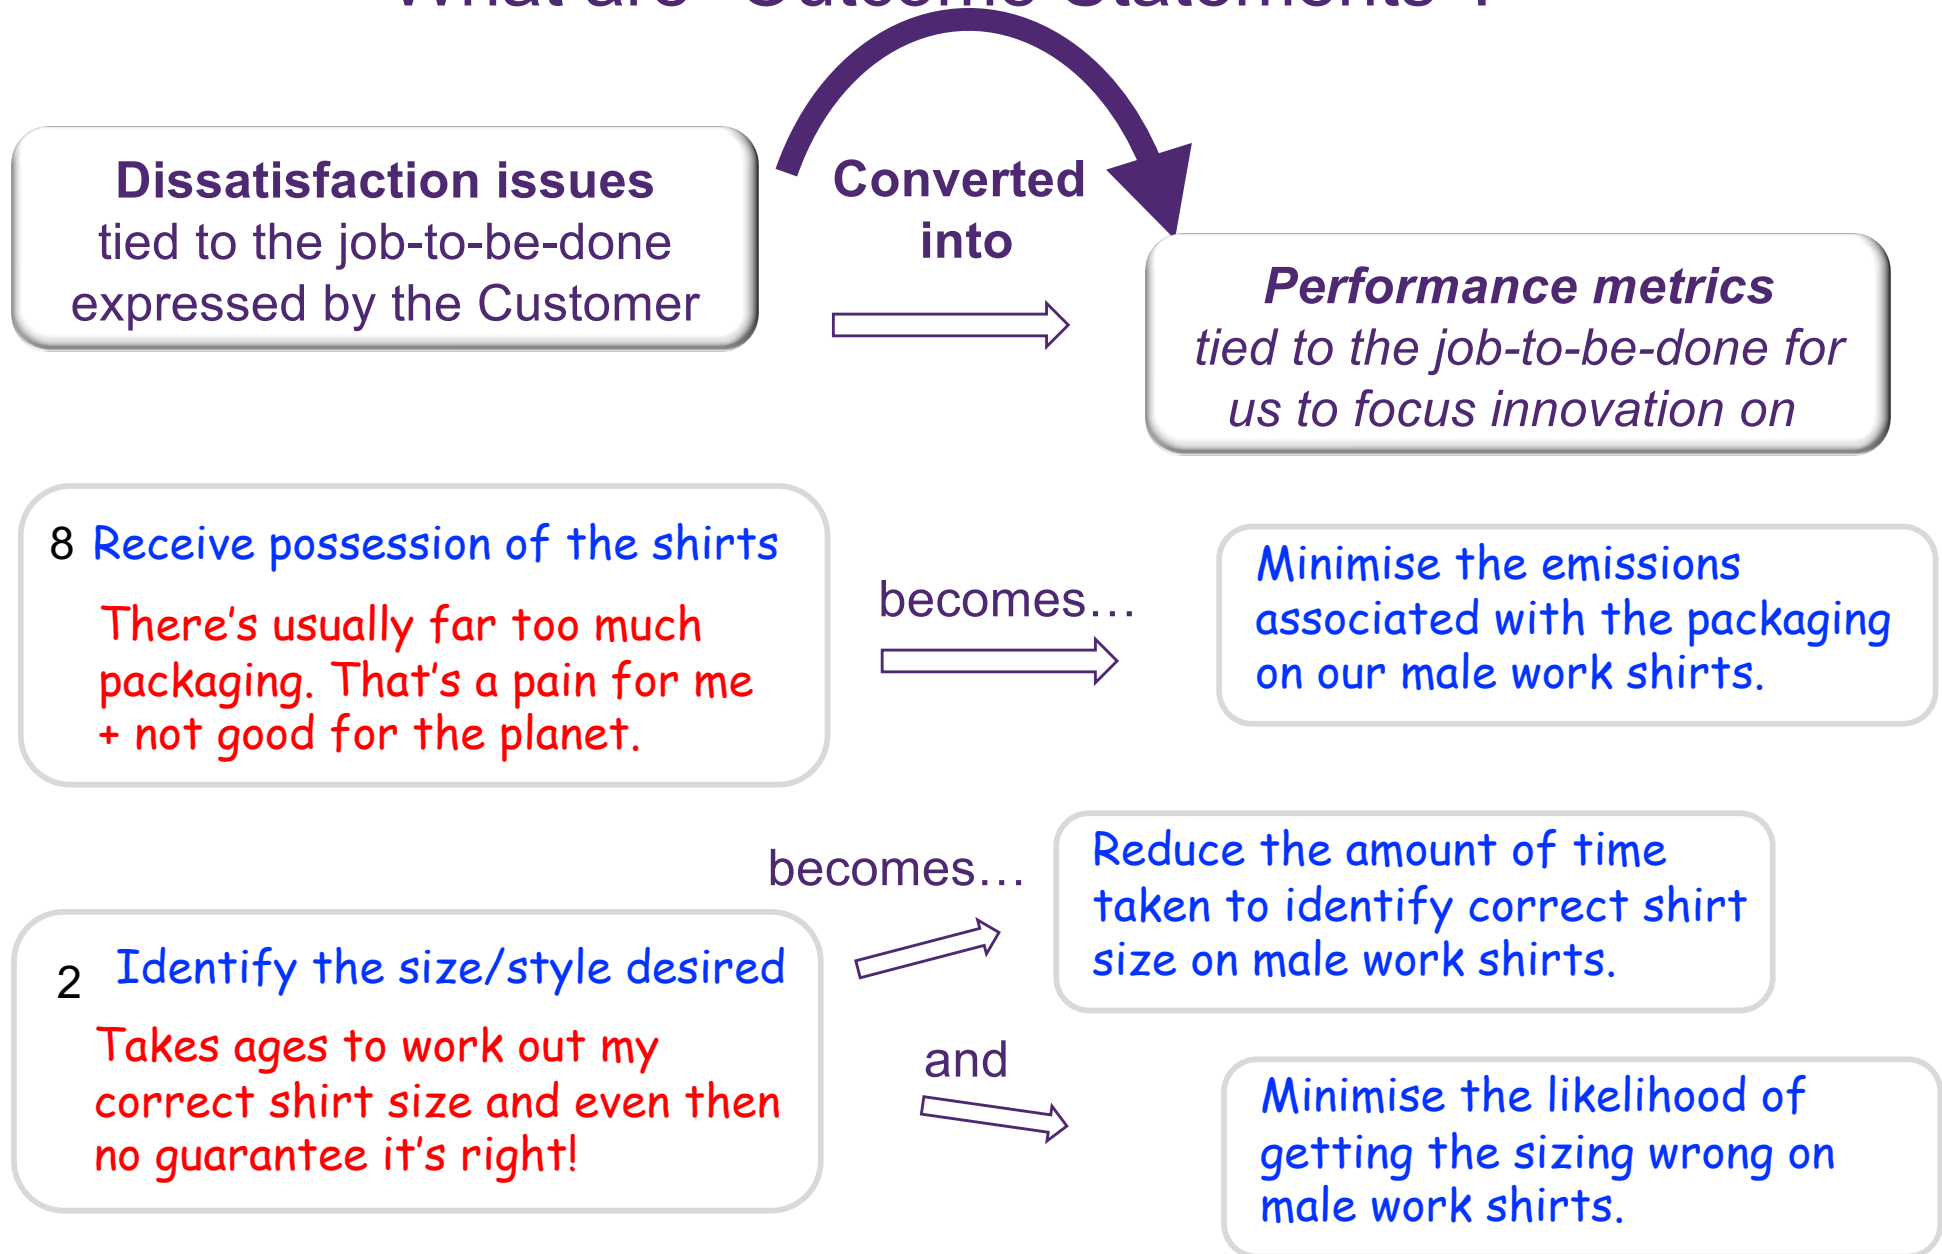 What are "Outcome Statements"?
Dissatisfaction issues
tied to the job-to-be-done
expressed by the Customer
Converted
into
Performance metrics
tied to the job-to-be-done for
us to focus innovation on
8 Receive possession of the shirts
There's usually far too much
packaging. That's a pain for me
+ not good for the planet.
becomes…
Minimise the emissions
associated with the packaging
on our male work shirts.
2 Identify the size/style desired
Takes ages to work out my
correct shirt size and even then
no guarantee it's right!
becomes…
Reduce the amount of time
taken to identify correct shirt
size on male work shirts.
and
Minimise the likelihood of
getting the sizing wrong on
male work shirts.